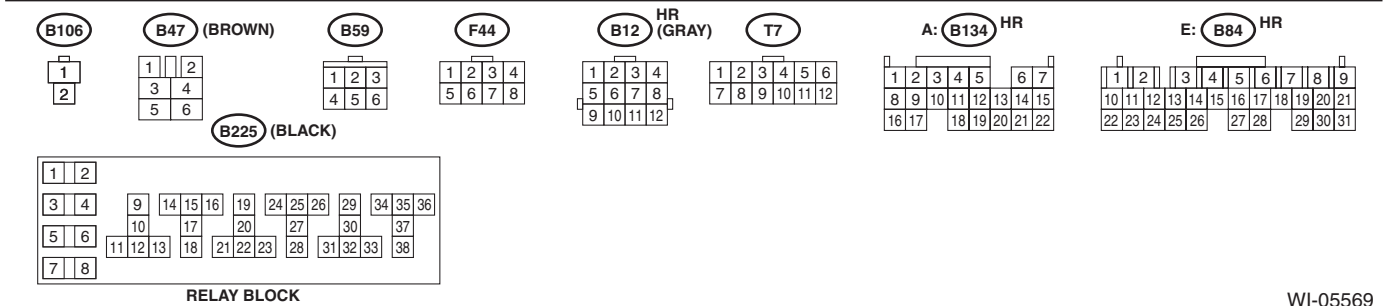 B106 B47 (BROWN) B59 F44 B12 HR (GRAY) T7 A: B134 HR E: B84 HR
1
2
1 2
3 4
5 6
1 2 3
4 5 6
1 2 3 4
5 6 7 8
1 2 3 4
5 6 7 8
9 10 11 12
1 2 3 4 5 6
7 8 9 10 11 12
1 2 3 4 5 6 7
8 9 10 11 12 13 14 15
16 17 18 19 20 21 22
1 2 3 4 5 6 7 8 9
10 11 12 13 14 15 16 17 18 19 20 21
22 23 24 25 26 27 28 29 30 31
B225 (BLACK)
1 2
3 4 9 14 15 16 19 24 25 26 29 34 35 36
10 17 20 27 30 37
5 6 11 12 13 18 21 22 23 28 31 32 33 38
7 8
RELAY BLOCK
WI-05569